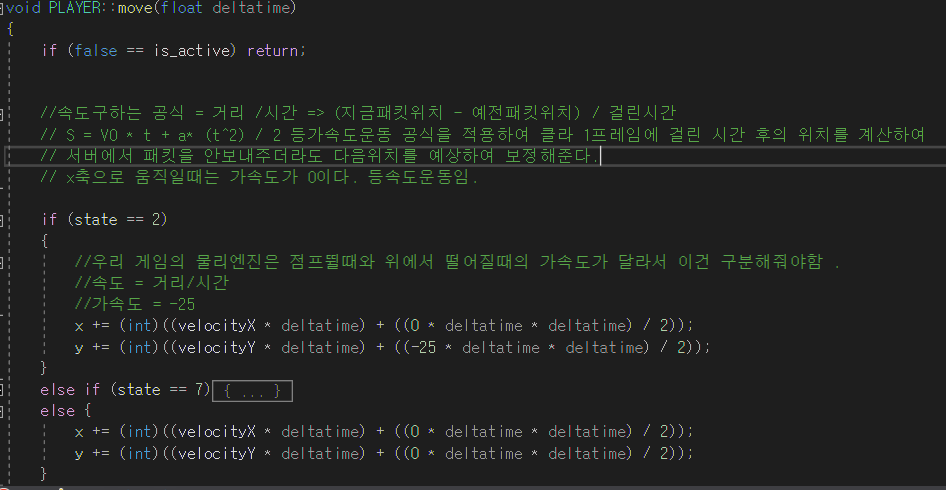 void PLAYER::move(float deltatime)
{
if (false == is_active) return;
//속도구하는 공식 = 거리 /시간 => (지금패킷위치 - 예전패킷위치) / 걸린시간
// S = V0 * t + a* (t^2) / 2 등가속도운동 공식을 적용하여 클라 1프레임에 걸린 시간 후의 위치를 계산하여
// 서버에서 패킷을 안보내주더라도 다음위치를 예상하여 보정해준다.
// x축으로 움직일때는 가속도가 0이다. 등속도운동임.
if (state == 2)
{
//우리 게임의 물리엔진은 점프뛸때와 위에서 떨어질때의 가속도가 달라서 이건 구분해줘야함 .
//속도 = 거리/시간
//가속도 = -25
x += (int)((velocityX * deltatime) + ((0 * deltatime * deltatime) / 2));
y += (int)((velocityY * deltatime) + ((-25 * deltatime * deltatime) / 2));
}
else if (state == 7) { ... }
else {
x += (int)((velocityX * deltatime) + ((0 * deltatime * deltatime) / 2));
y += (int)((velocityY * deltatime) + ((0 * deltatime * deltatime) / 2));
}